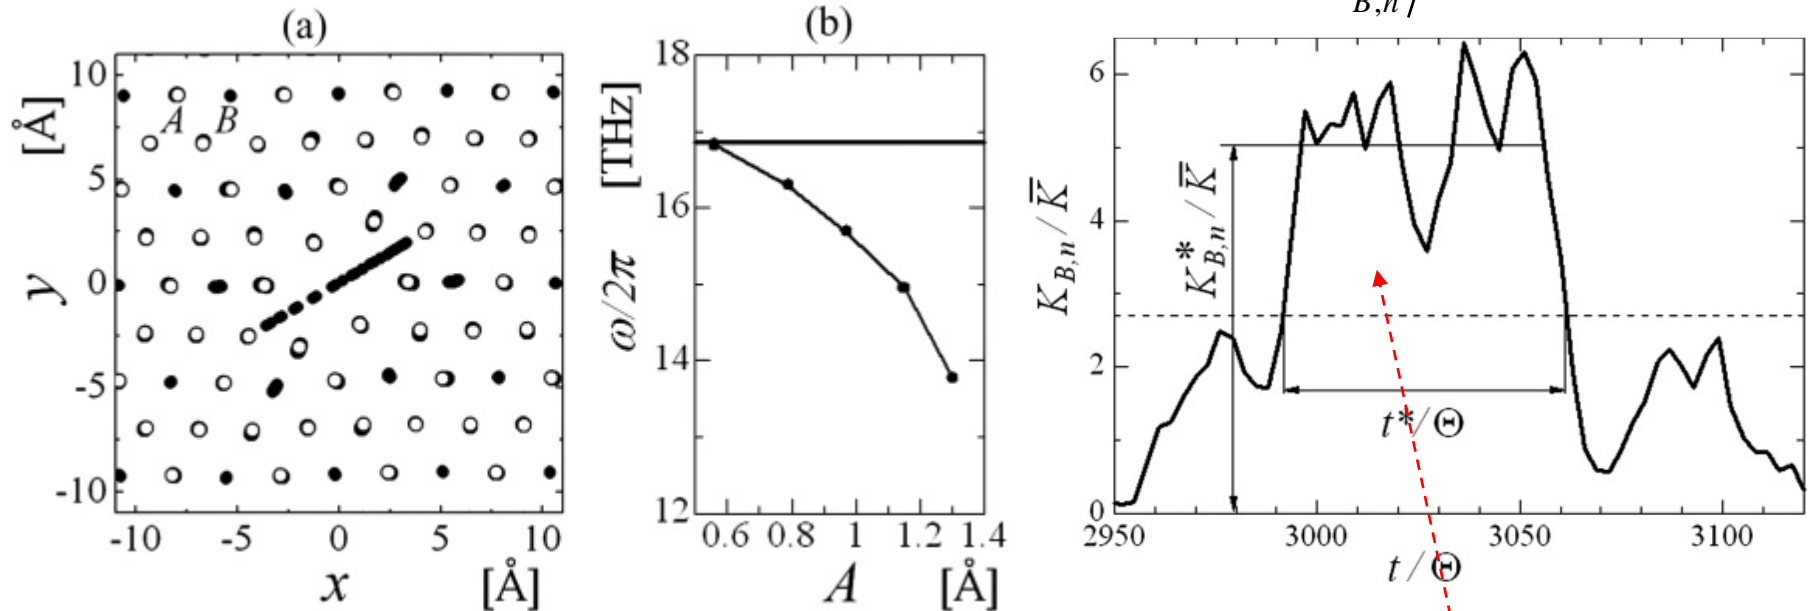 (a)
10
5
0
-5
-10
y [Å]
A B
-10 -5 0 5 10
x [Å]
(b)
18
16
14
12
ω/2π [THz]
0.6 0.8 1 1.2 1.4
A [Å]
B,n
6
4
2
0
K_{B,n}/K̅
K*_{B,n}/K̅
t*/Θ
2950 3000 3050 3100
t/Θ